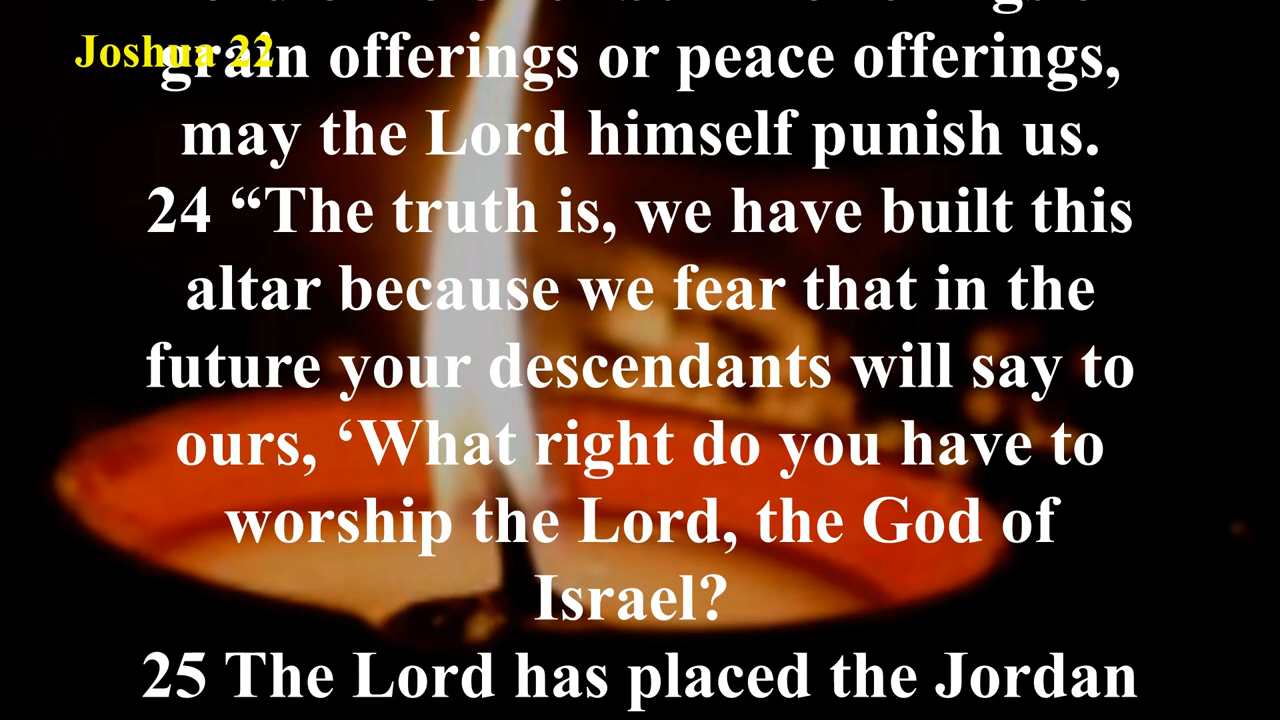 Joshua 22
grain offerings or peace offerings,
may the Lord himself punish us.
24 “The truth is, we have built this
altar because we fear that in the
future your descendants will say to
ours, ‘What right do you have to
worship the Lord, the God of
Israel?
25 The Lord has placed the Jordan